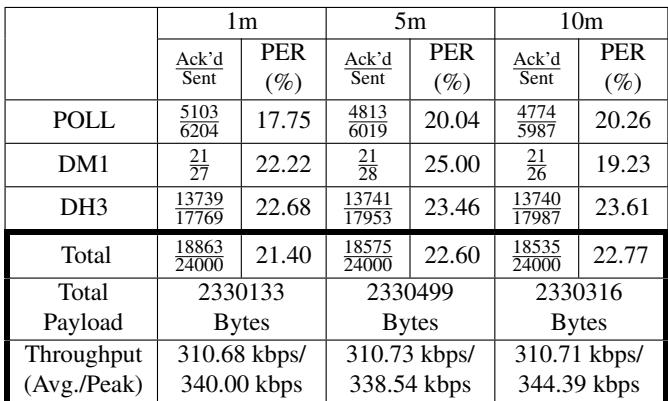 1m 5m 10m
Ack'd/Sent PER (%) Ack'd/Sent PER (%) Ack'd/Sent PER (%)
POLL 5103/6204 17.75 4813/6019 20.04 4774/5987 20.26
DM1 21/27 22.22 21/28 25.00 21/26 19.23
DH3 13739/17769 22.68 13741/17953 23.46 13740/17987 23.61
Total 18863/24000 21.40 18575/24000 22.60 18535/24000 22.77
Total 2330133 2330499 2330316
Payload Bytes Bytes Bytes
Throughput 310.68 kbps/ 310.73 kbps/ 310.71 kbps/
(Avg./Peak) 340.00 kbps 338.54 kbps 344.39 kbps